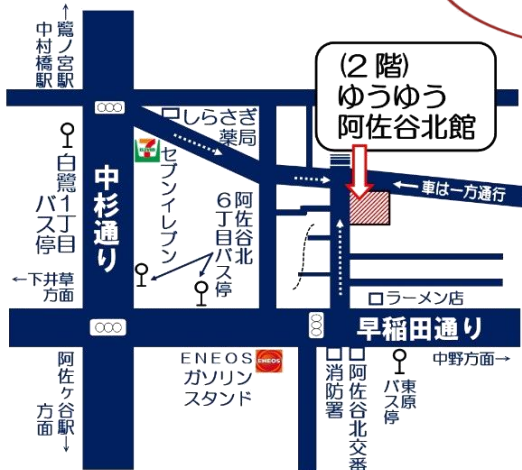 鷺ノ宮駅
中村橋駅
(2階)
ゆうゆう
阿佐谷北館
しらさぎ
薬局
7
ELEVEN
セブンイレブン
白鷺1丁目
バス停
中杉通り
阿佐谷北
6丁目バス停
←車は一方通行
←下井草
方面
ラーメン店
早稲田通り
中野方面→
ENEOS
ガソリン
スタンド
ENEOS
消防署
阿佐谷北交番
東原
バス停
阿佐ヶ谷駅
方面